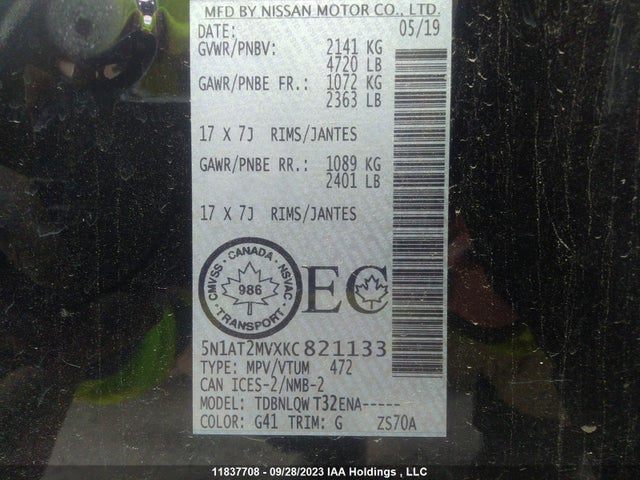 MFD BY NISSAN MOTOR CO., LTD.
DATE: 05/19
GVWR/PNBV: 2141 KG
4720 LB
GAWR/PNBE FR.: 1072 KG
2363 LB
17 X 7J RIMS/JANTES
GAWR/PNBE RR.: 1089 KG
2401 LB
17 X 7J RIMS/JANTES
CMVSS · CANADA · NSVAC · TRANSPORT ·
986
EC
5N1AT2MVXKC821133
TYPE: MPV/VTUM 472
CAN ICES-2/NMB-2
MODEL: TDBNLQW T32ENA-----
COLOR: G41 TRIM: G ZS70A
11837708 - 09/28/2023 IAA Holdings , LLC